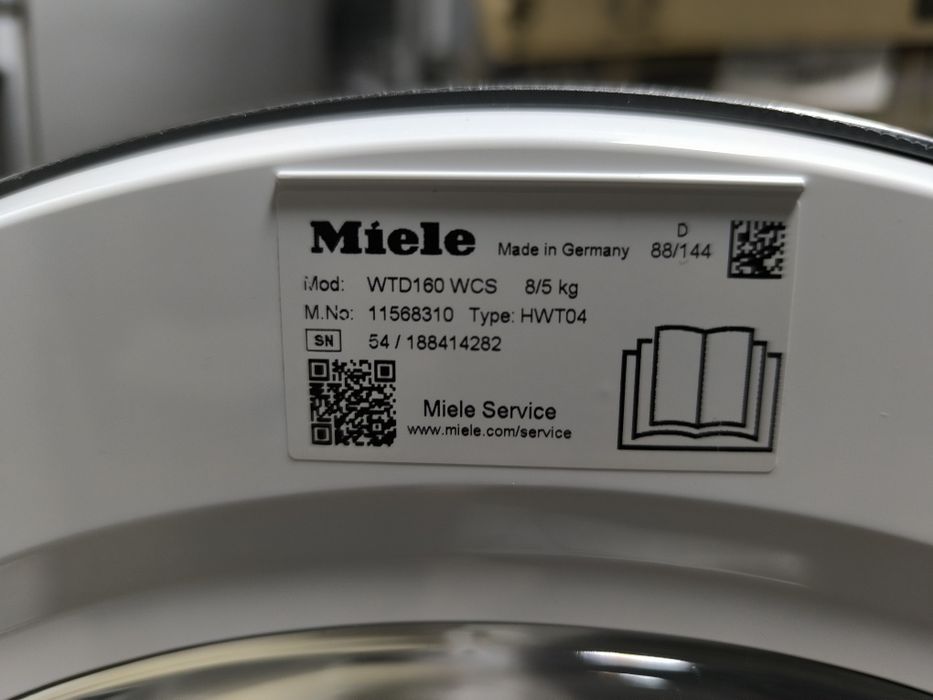 Miele Made in Germany
D
88/144
Mod: WTD160 WCS 8/5 kg
M.No: 11568310 Type: HWT04
SN 54 / 188414282
Miele Service
www.miele.com/service